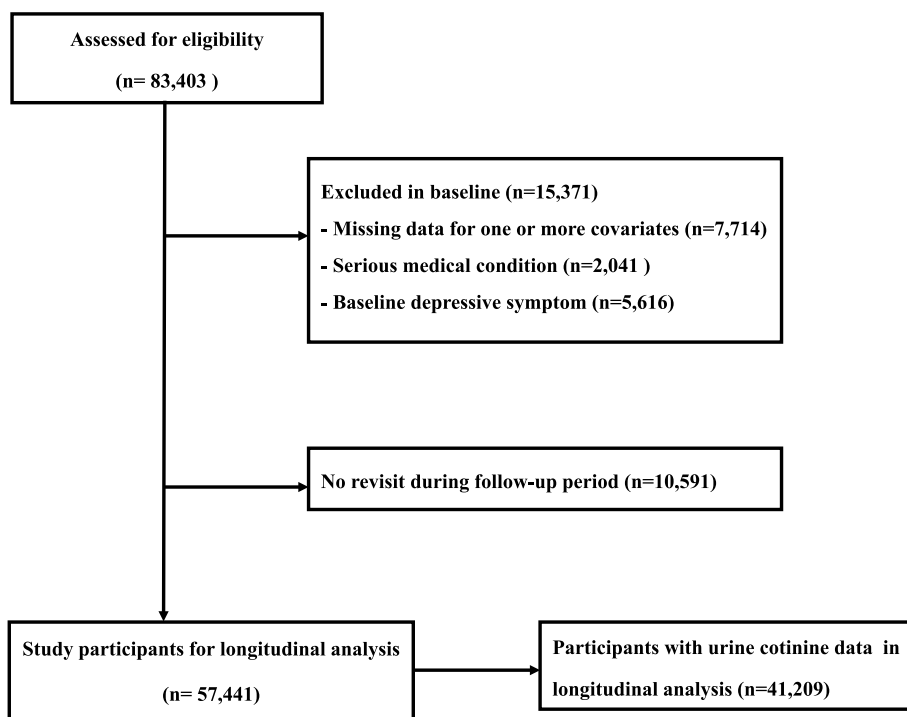 Assessed for eligibility
(n= 83,403 )
Excluded in baseline (n=15,371)
- Missing data for one or more covariates (n=7,714)
- Serious medical condition (n=2,041 )
- Baseline depressive symptom (n=5,616)
No revisit during follow-up period (n=10,591)
Study participants for longitudinal analysis
(n= 57,441)
Participants with urine cotinine data in
longitudinal analysis (n=41,209)